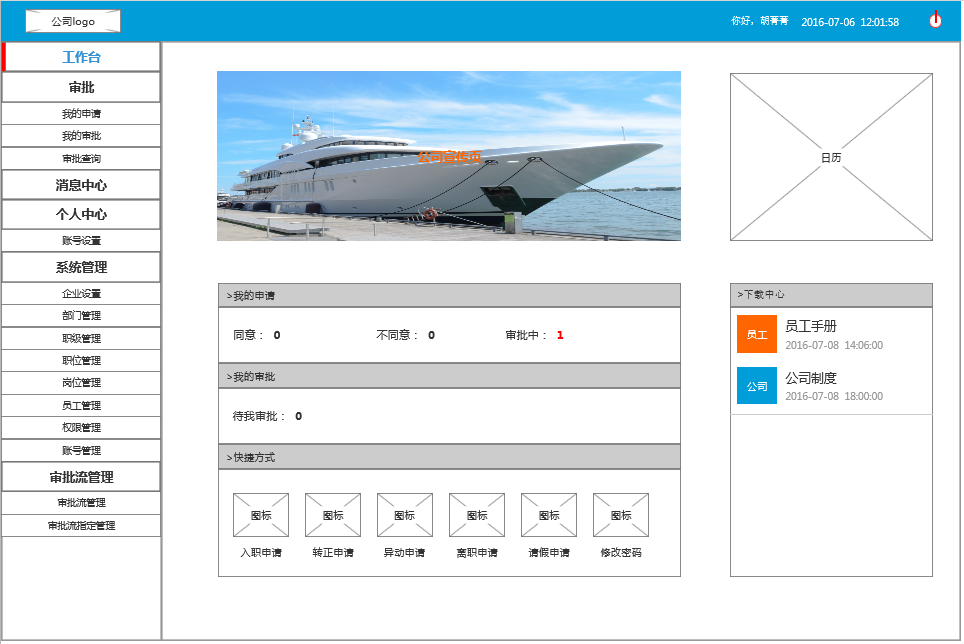 公司logo
你好，胡菁菁 2016-07-06 12:01:58
工作台
审批
我的申请
我的审批
审批查询
消息中心
个人中心
账号设置
系统管理
企业设置
部门管理
职级管理
职位管理
岗位管理
员工管理
权限管理
账号管理
审批流管理
审批流管理
审批流指定管理
公司宣传页
日历
>我的申请
同意： 0 不同意： 0 审批中： 1
>我的审批
待我审批： 0
>快捷方式
图标 图标 图标 图标 图标 图标
入职申请 转正申请 异动申请 离职申请 请假申请 修改密码
>下载中心
员工 员工手册
2016-07-08 14:06:00
公司 公司制度
2016-07-08 18:00:00